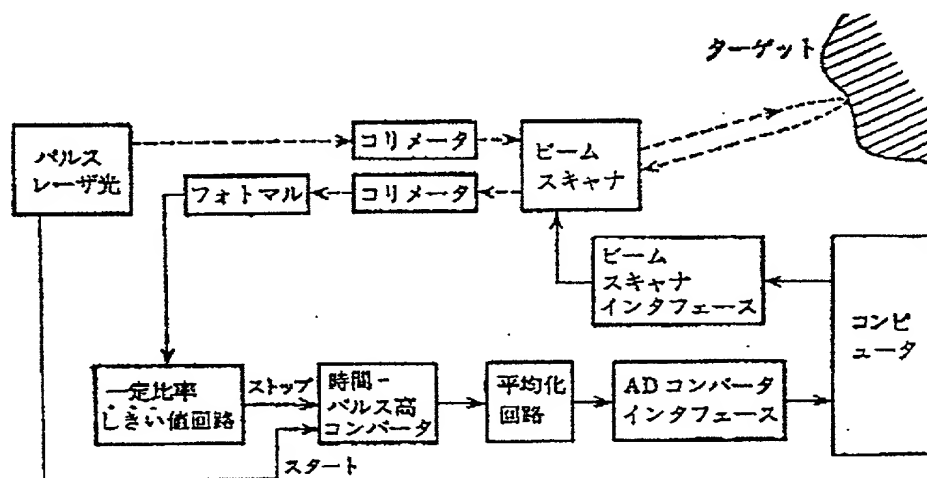 ターゲット
パルス
レーザ光
コリメータ
ビーム
スキャナ
フォトマル
コリメータ
ビーム
スキャナ
インタフェース
コンピ
ュータ
一定比率
しきい値回路
ストップ
時間-
パルス高
コンバータ
平均化
回路
ADコンバータ
インタフェース
スタート